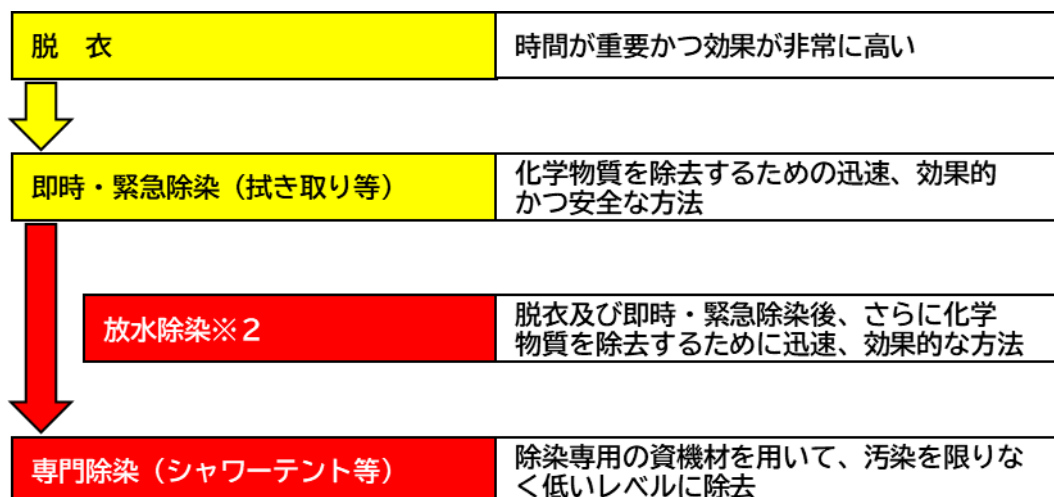 脱　衣
時間が重要かつ効果が非常に高い
即時・緊急除染（拭き取り等）
化学物質を除去するための迅速、効果的
かつ安全な方法
放水除染※２
脱衣及び即時・緊急除染後、さらに化学
物質を除去するために迅速、効果的な方法
専門除染（シャワーテント等）
除染専用の資機材を用いて、汚染を限りな
く低いレベルに除去